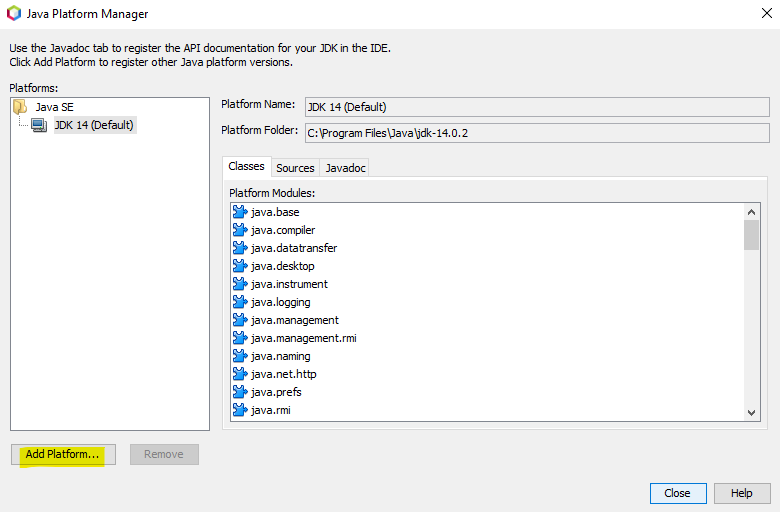 Java Platform Manager
Use the Javadoc tab to register the API documentation for your JDK in the IDE.
Click Add Platform to register other Java platform versions.
Platforms:
Java SE
JDK 14 (Default)
Platform Name: JDK 14 (Default)
Platform Folder: C:\Program Files\Java\jdk-14.0.2
Classes Sources Javadoc
Platform Modules:
java.base
java.compiler
java.datatransfer
java.desktop
java.instrument
java.logging
java.management
java.management.rmi
java.naming
java.net.http
java.prefs
java.rmi
Add Platform... Remove
Close Help